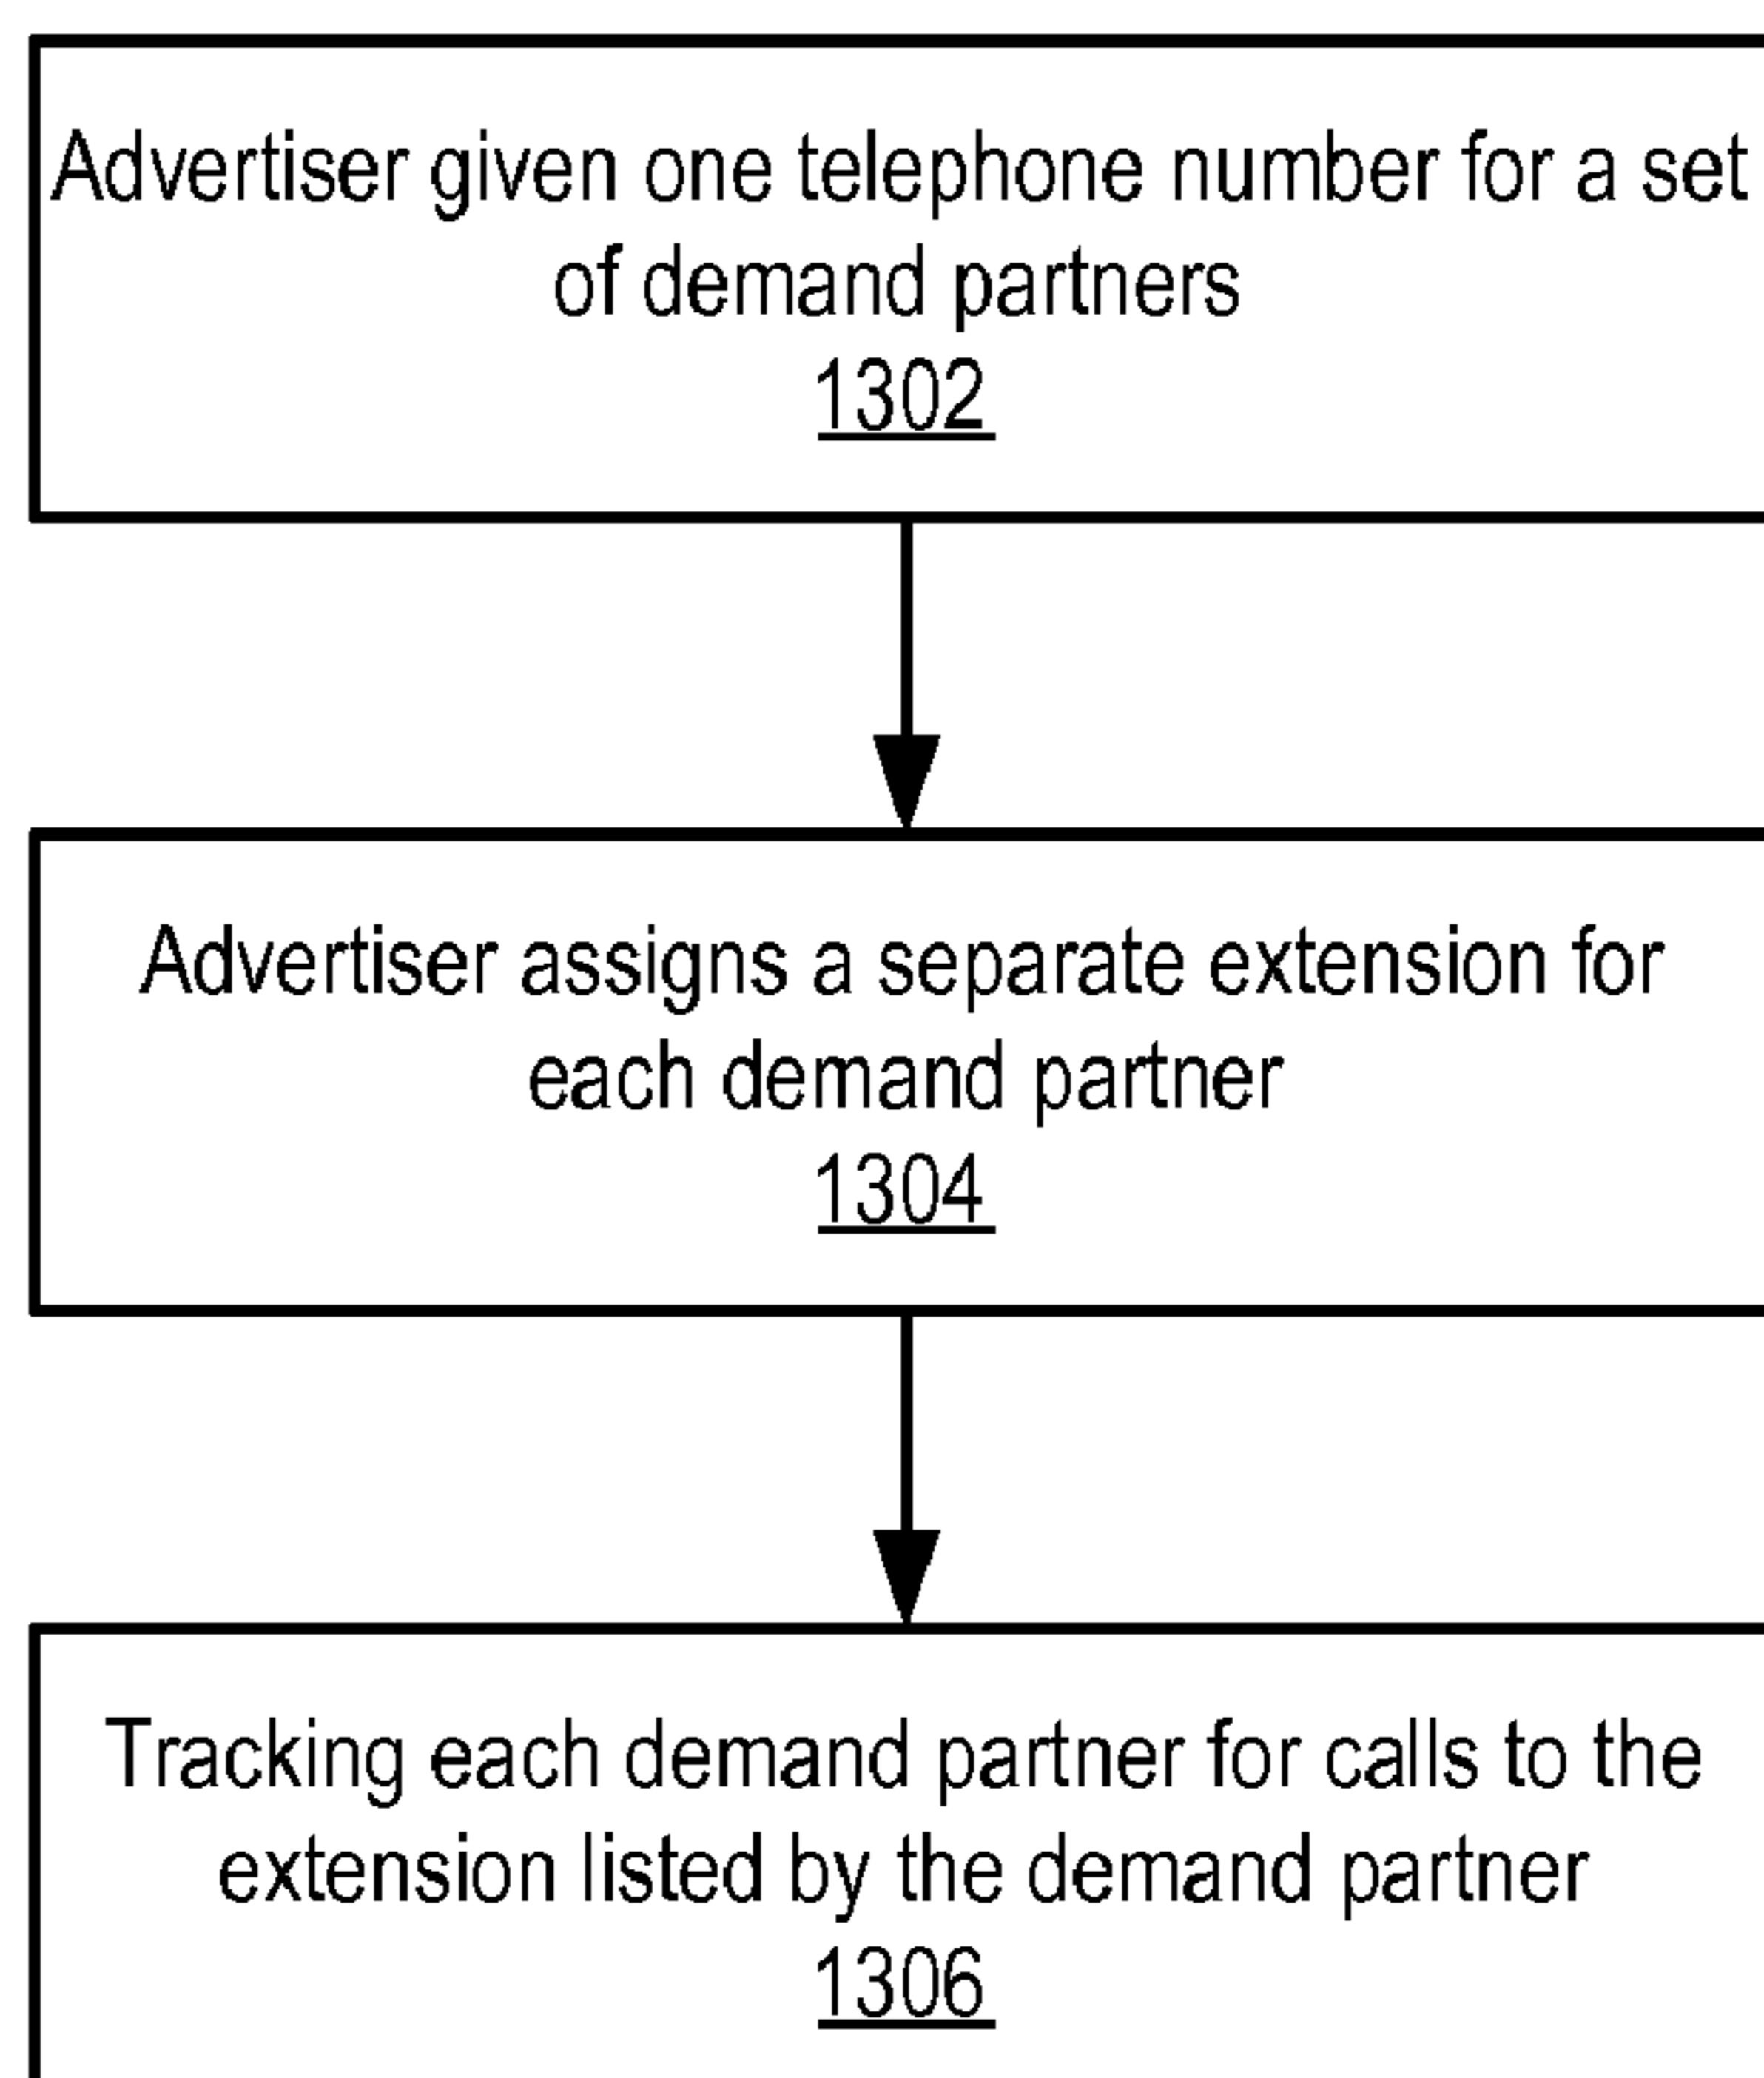 Advertiser given one telephone number for a set
of demand partners
1302
Advertiser assigns a separate extension for
each demand partner
1304
Tracking each demand partner for calls to the
extension listed by the demand partner
1306